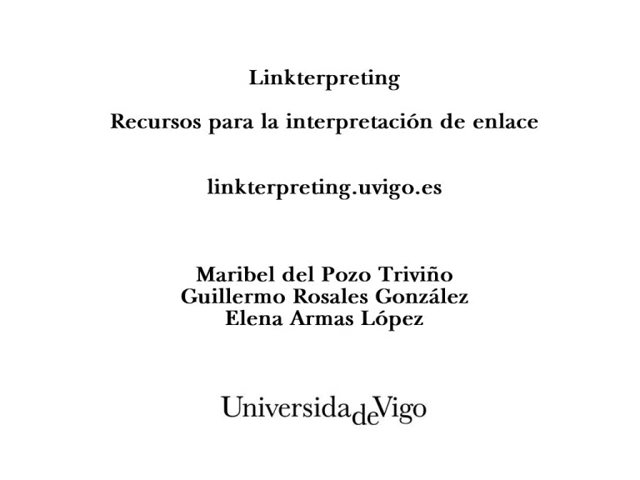 Linkterpreting
Recursos para la interpretación de enlace
linkterpreting.uvigo.es
Maribel del Pozo Triviño
Guillermo Rosales González
Elena Armas López
UniversidadeVigo